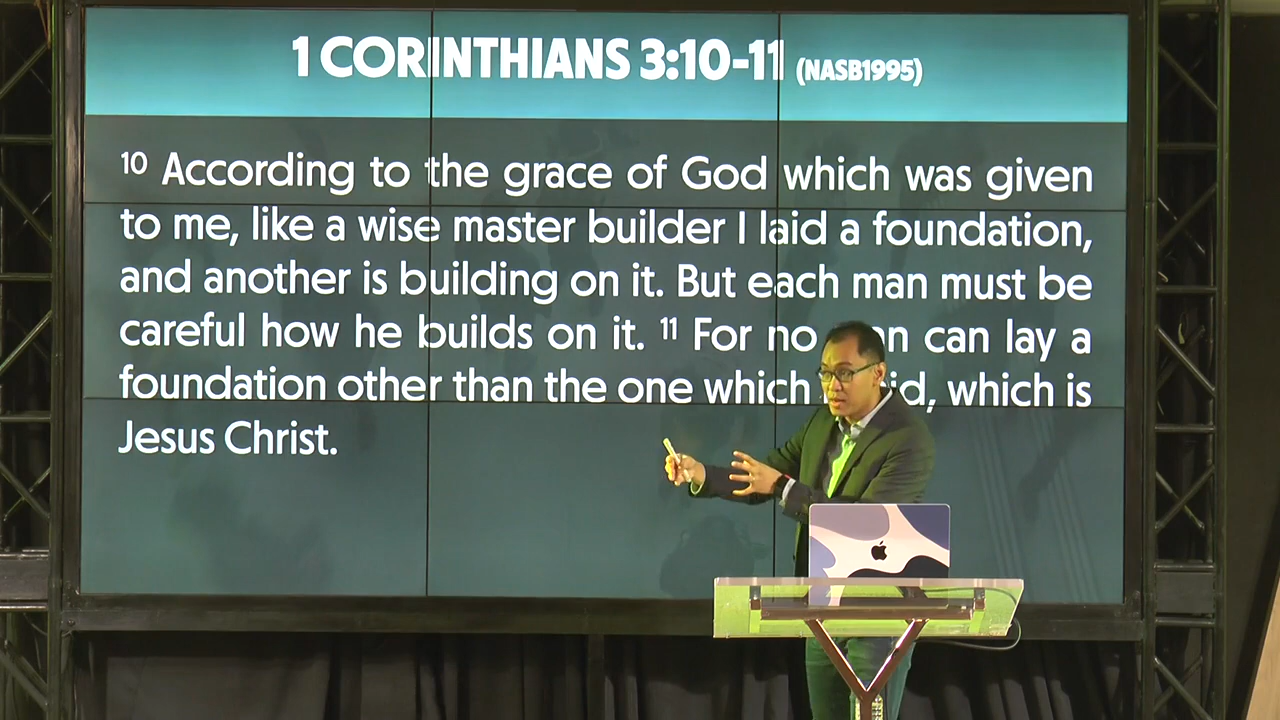 1 CORINTHIANS 3:10-11 (NASB1995)
10 According to the grace of God which was given
to me, like a wise master builder I laid a foundation,
and another is building on it. But each man must be
careful how he builds on it. 11 For no can can lay a
foundation other than the one which , which is
Jesus Christ.